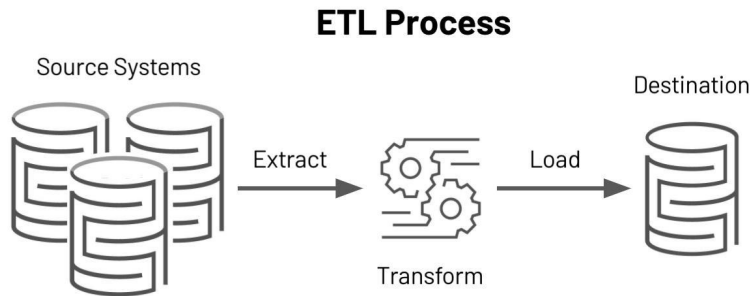 ETL Process
Source Systems
Destination
Extract
Load
Transform